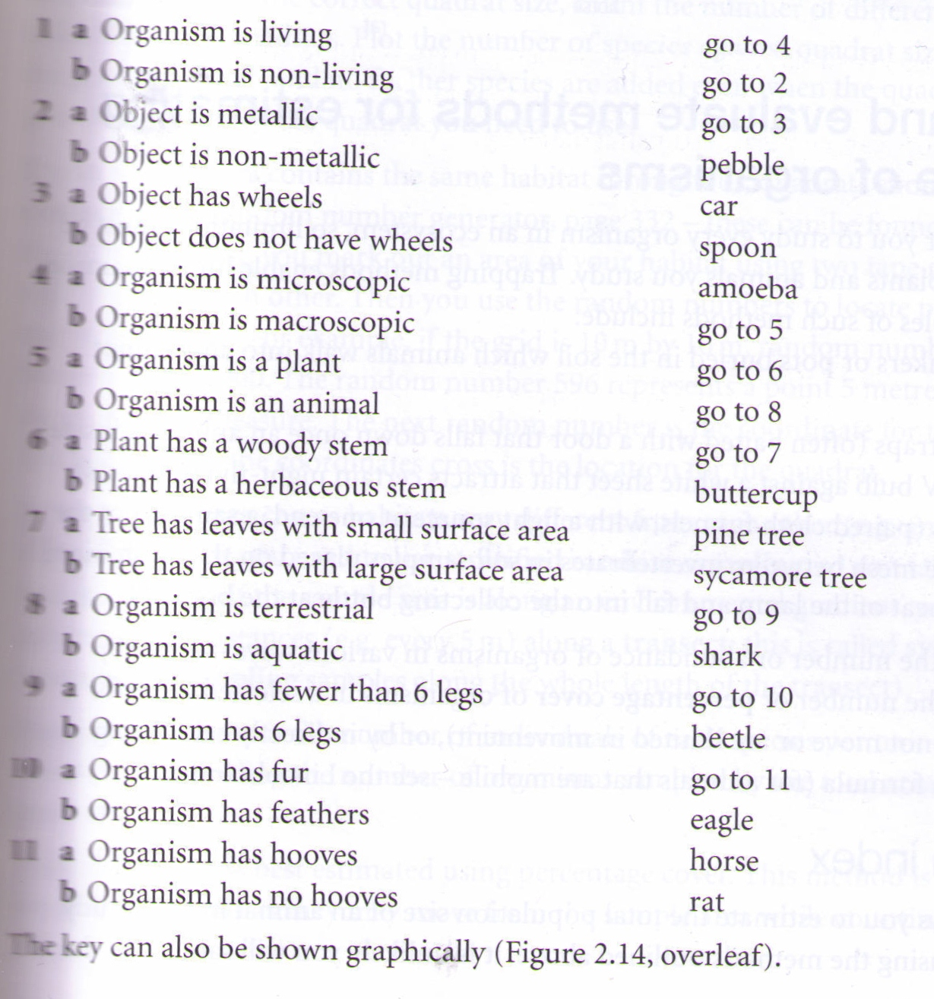 1 a Organism is living go to 4
b Organism is non-living go to 2
2 a Object is metallic go to 3
b Object is non-metallic pebble
3 a Object has wheels car
b Object does not have wheels spoon
4 a Organism is microscopic amoeba
b Organism is macroscopic go to 5
5 a Organism is a plant go to 6
b Organism is an animal go to 8
6 a Plant has a woody stem go to 7
b Plant has a herbaceous stem buttercup
7 a Tree has leaves with small surface area pine tree
b Tree has leaves with large surface area sycamore tree
8 a Organism is terrestrial go to 9
b Organism is aquatic shark
9 a Organism has fewer than 6 legs go to 10
b Organism has 6 legs beetle
10 a Organism has fur go to 11
b Organism has feathers eagle
11 a Organism has hooves horse
b Organism has no hooves rat
The key can also be shown graphically (Figure 2.14, overleaf).